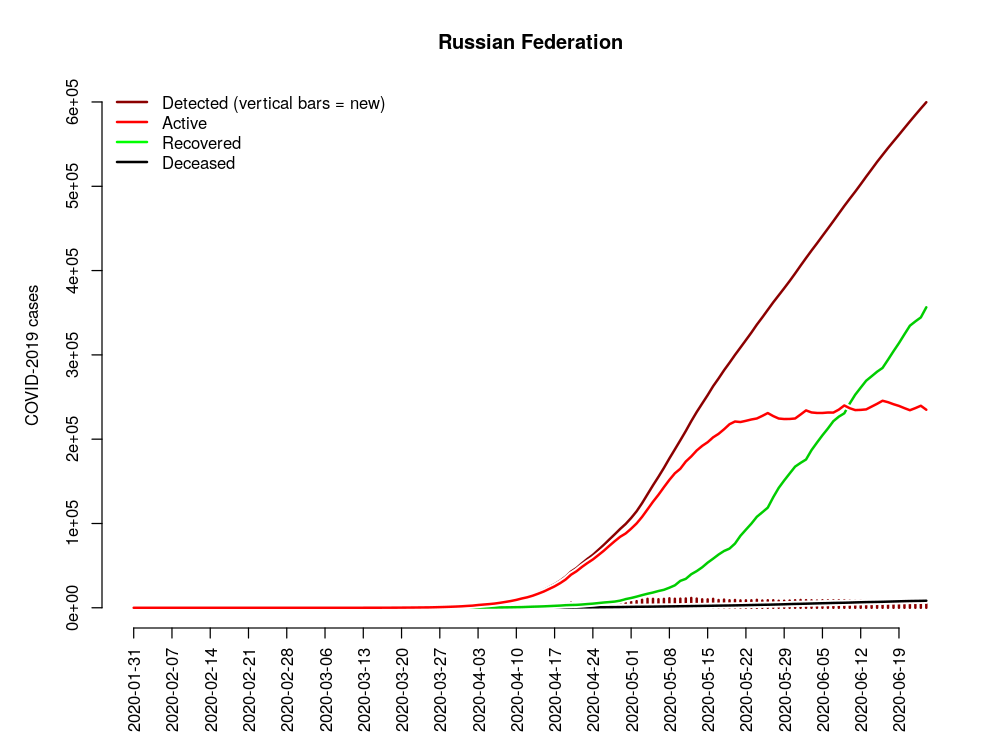 Russian Federation
Detected (vertical bars = new)
Active
Recovered
Deceased
COVID-2019 cases
6e+05
5e+05
4e+05
3e+05
2e+05
1e+05
0e+00
2020-01-31
2020-02-07
2020-02-14
2020-02-21
2020-02-28
2020-03-06
2020-03-13
2020-03-20
2020-03-27
2020-04-03
2020-04-10
2020-04-17
2020-04-24
2020-05-01
2020-05-08
2020-05-15
2020-05-22
2020-05-29
2020-06-05
2020-06-12
2020-06-19